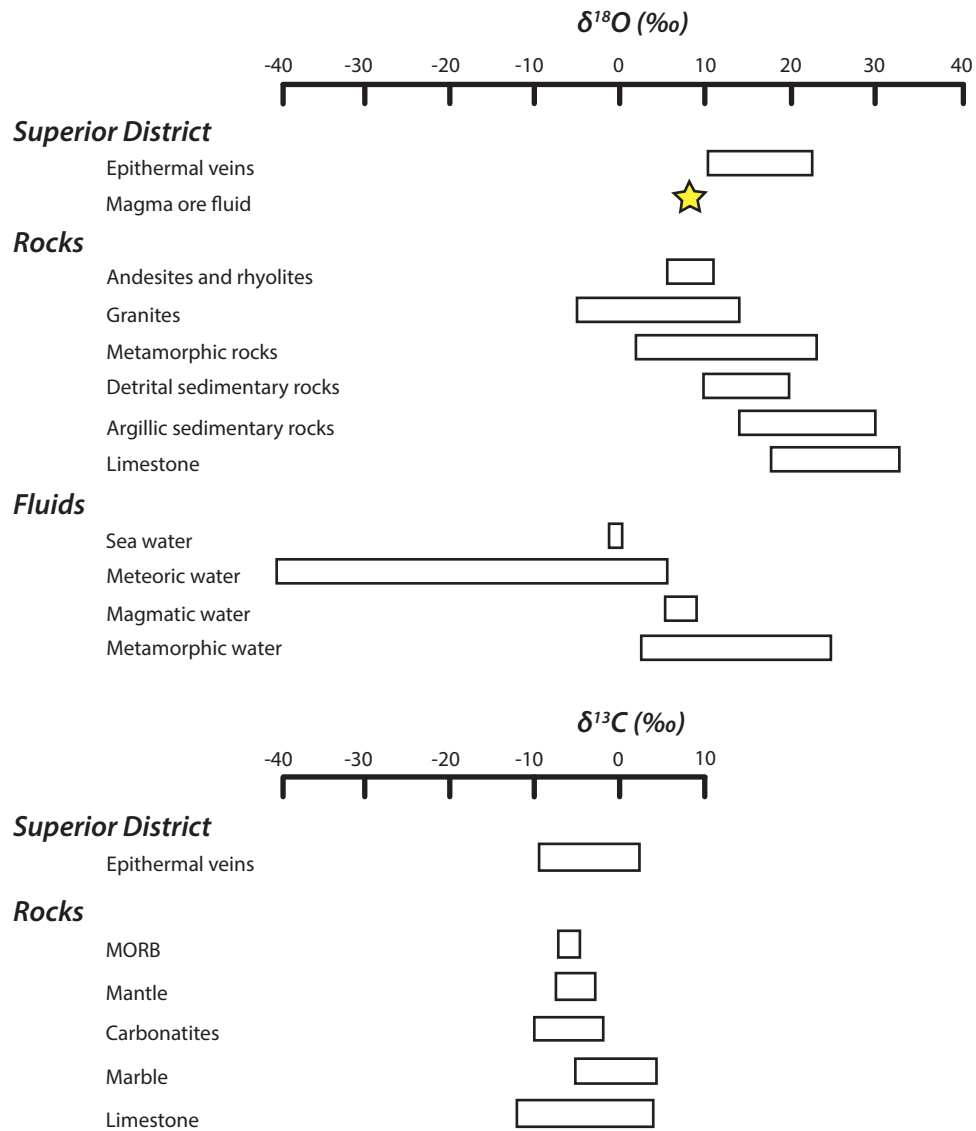 δ¹⁸O (‰)
-40 -30 -20 -10 0 10 20 30 40
Superior District
Epithermal veins
Magma ore fluid
Rocks
Andesites and rhyolites
Granites
Metamorphic rocks
Detrital sedimentary rocks
Argillic sedimentary rocks
Limestone
Fluids
Sea water
Meteoric water
Magmatic water
Metamorphic water
δ¹³C (‰)
-40 -30 -20 -10 0 10
Superior District
Epithermal veins
Rocks
MORB
Mantle
Carbonatites
Marble
Limestone